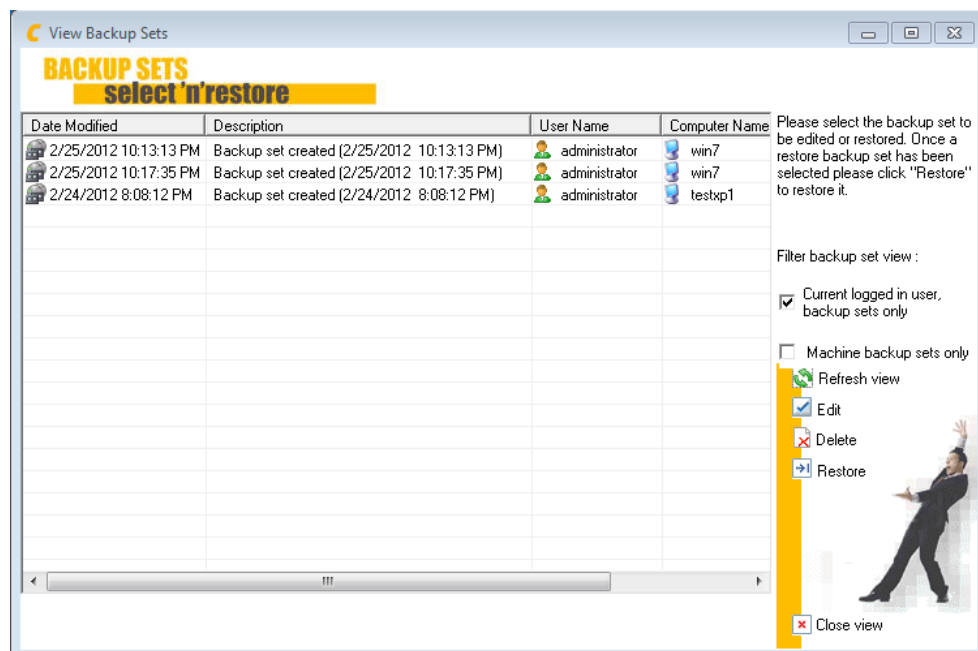 View Backup Sets
BACKUP SETS
select 'n'restore
Date Modified Description User Name Computer Name
2/25/2012 10:13:13 PM Backup set created (2/25/2012 10:13:13 PM) administrator win7
2/25/2012 10:17:35 PM Backup set created (2/25/2012 10:17:35 PM) administrator win7
2/24/2012 8:08:12 PM Backup set created (2/24/2012 8:08:12 PM) administrator testxp1
Please select the backup set to
be edited or restored. Once a
restore backup set has been
selected please click "Restore"
to restore it.
Filter backup set view :
Current logged in user,
backup sets only
Machine backup sets only
Refresh view
Edit
Delete
Restore
Close view